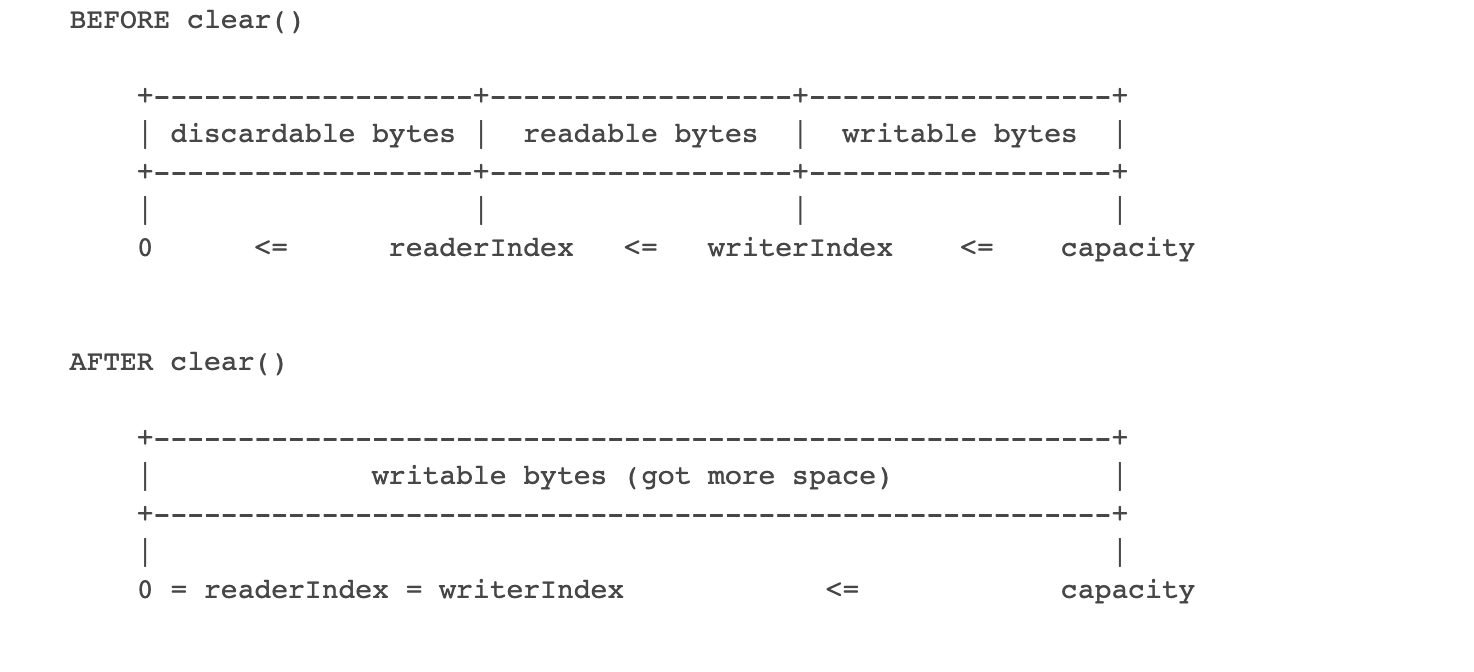 BEFORE clear()
+-------------------+------------------+------------------+
| discardable bytes |  readable bytes  |  writable bytes  |
+-------------------+------------------+------------------+
|                   |                  |                  |
0      <=      readerIndex   <=   writerIndex    <=    capacity
AFTER clear()
+---------------------------------------------------------+
|             writable bytes (got more space)             |
+---------------------------------------------------------+
|                                                         |
0 = readerIndex = writerIndex            <=            capacity